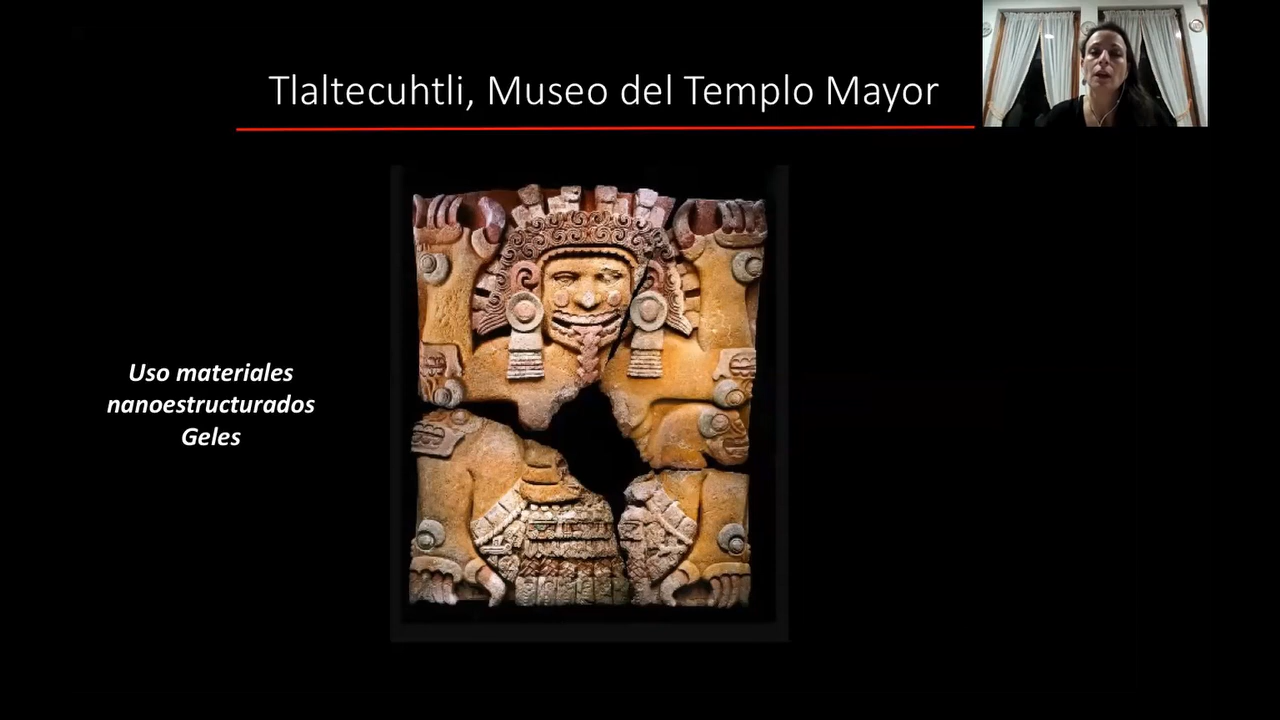 Tlaltecuhtli, Museo del Templo Mayor
Uso materiales
nanoestructurados
Geles